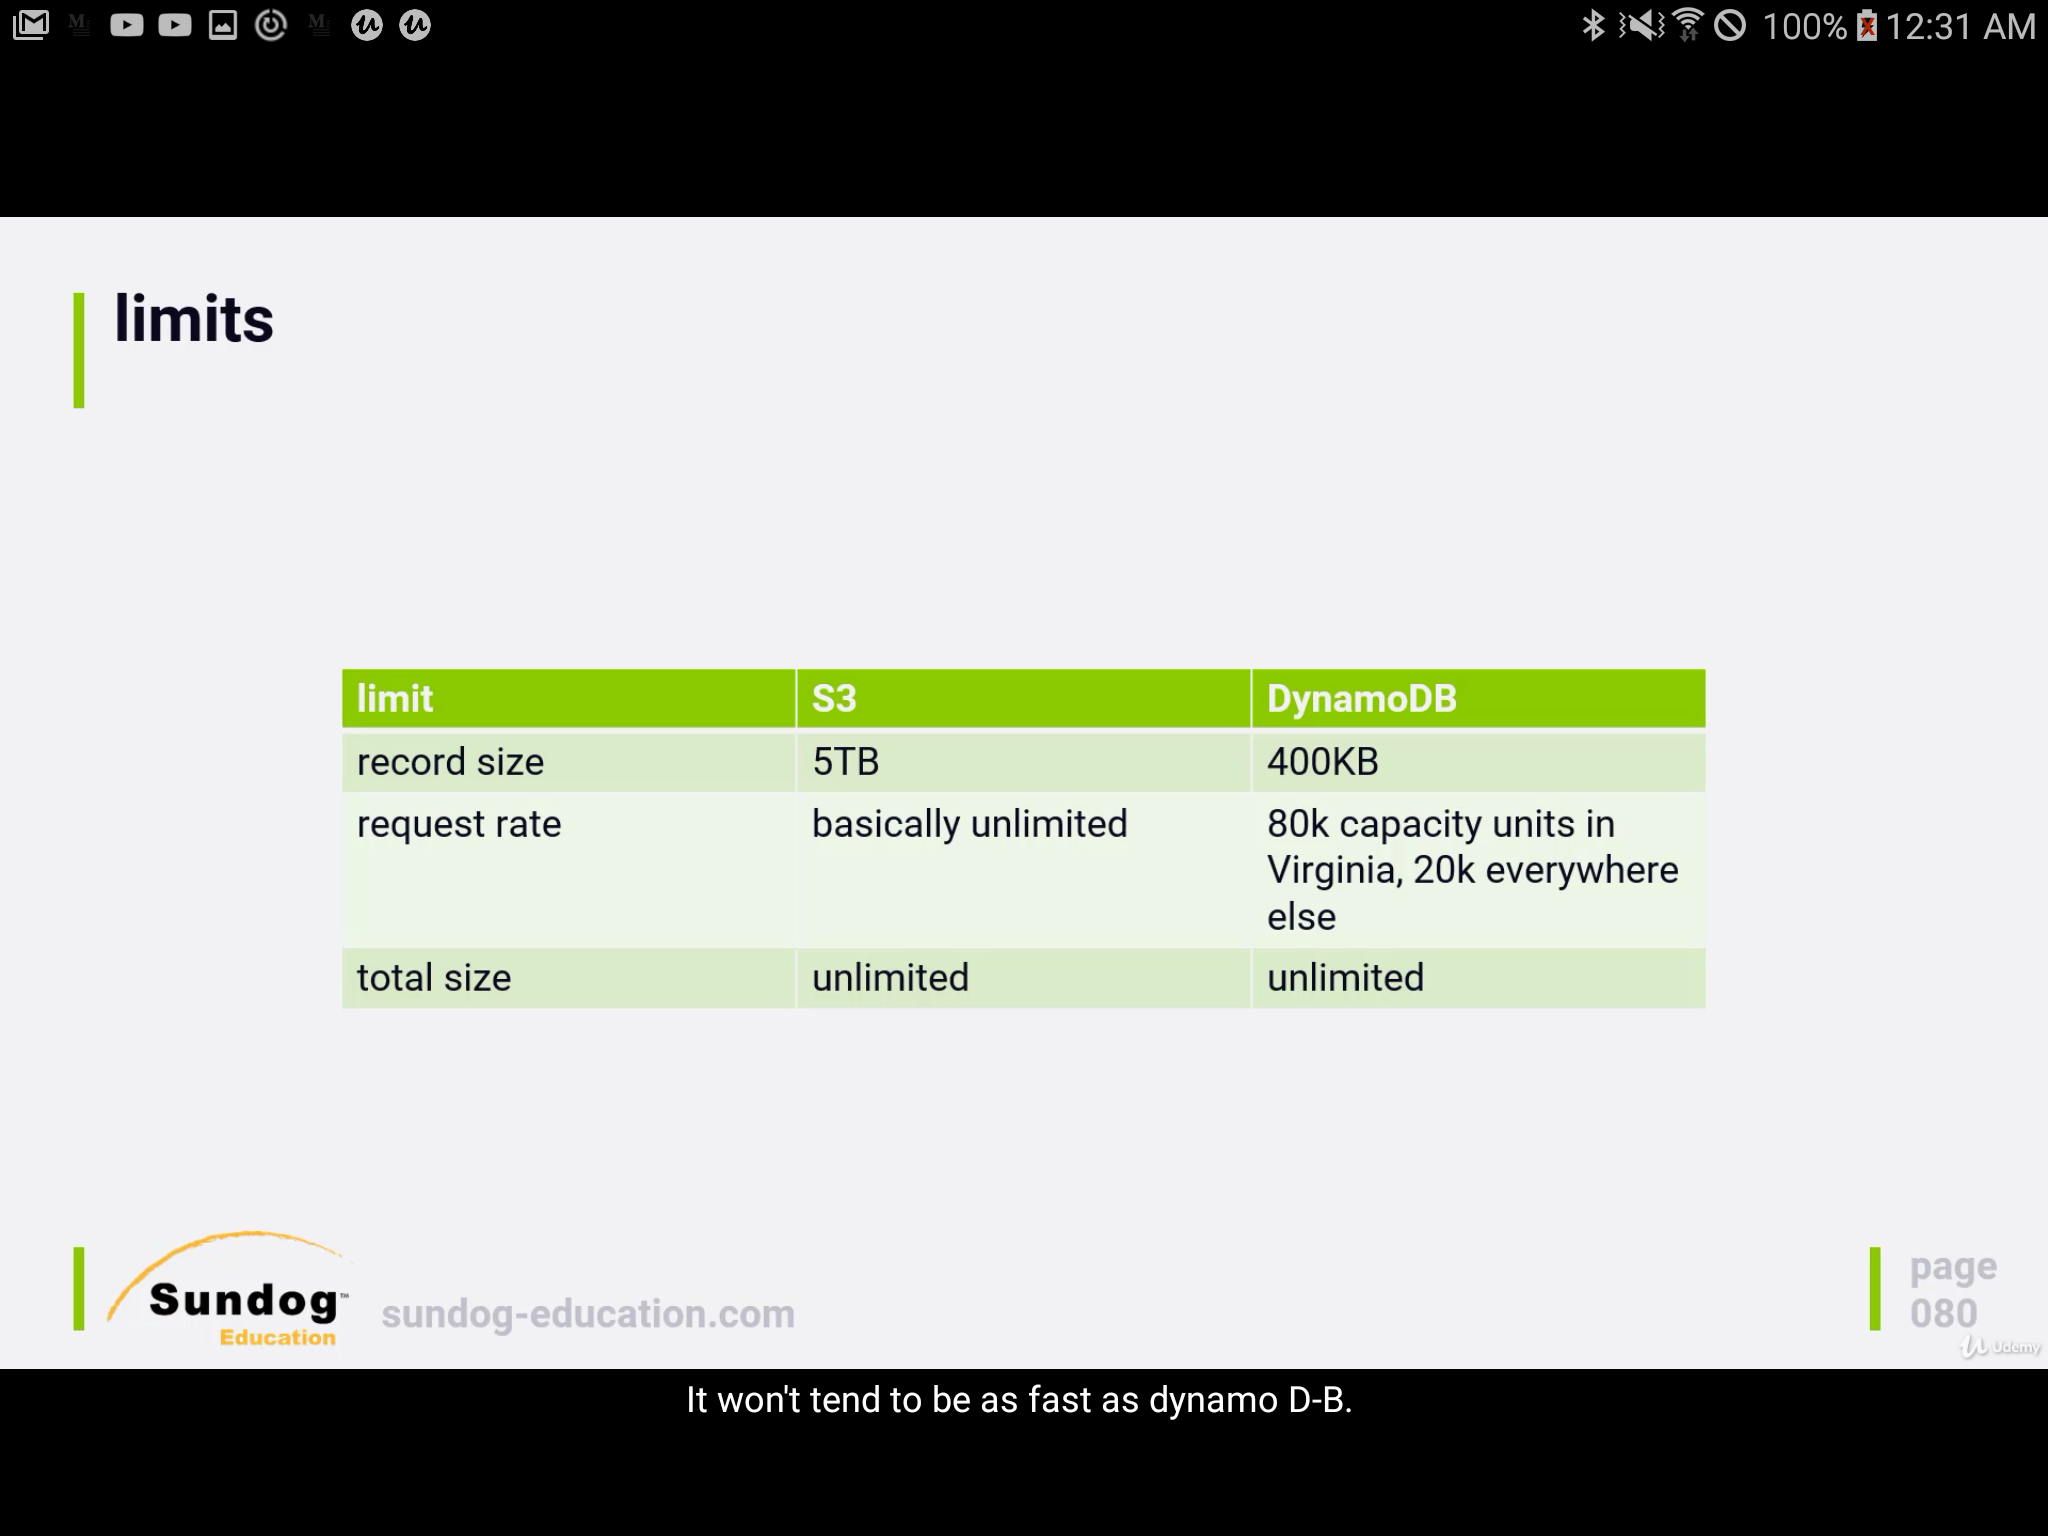 100% 12:31 AM
limits
limit S3 DynamoDB
record size 5TB 400KB
request rate basically unlimited 80k capacity units in
Virginia, 20k everywhere
else
total size unlimited unlimited
Sundog™
Education
sundog-education.com
page
080
Udemy
It won't tend to be as fast as dynamo D-B.